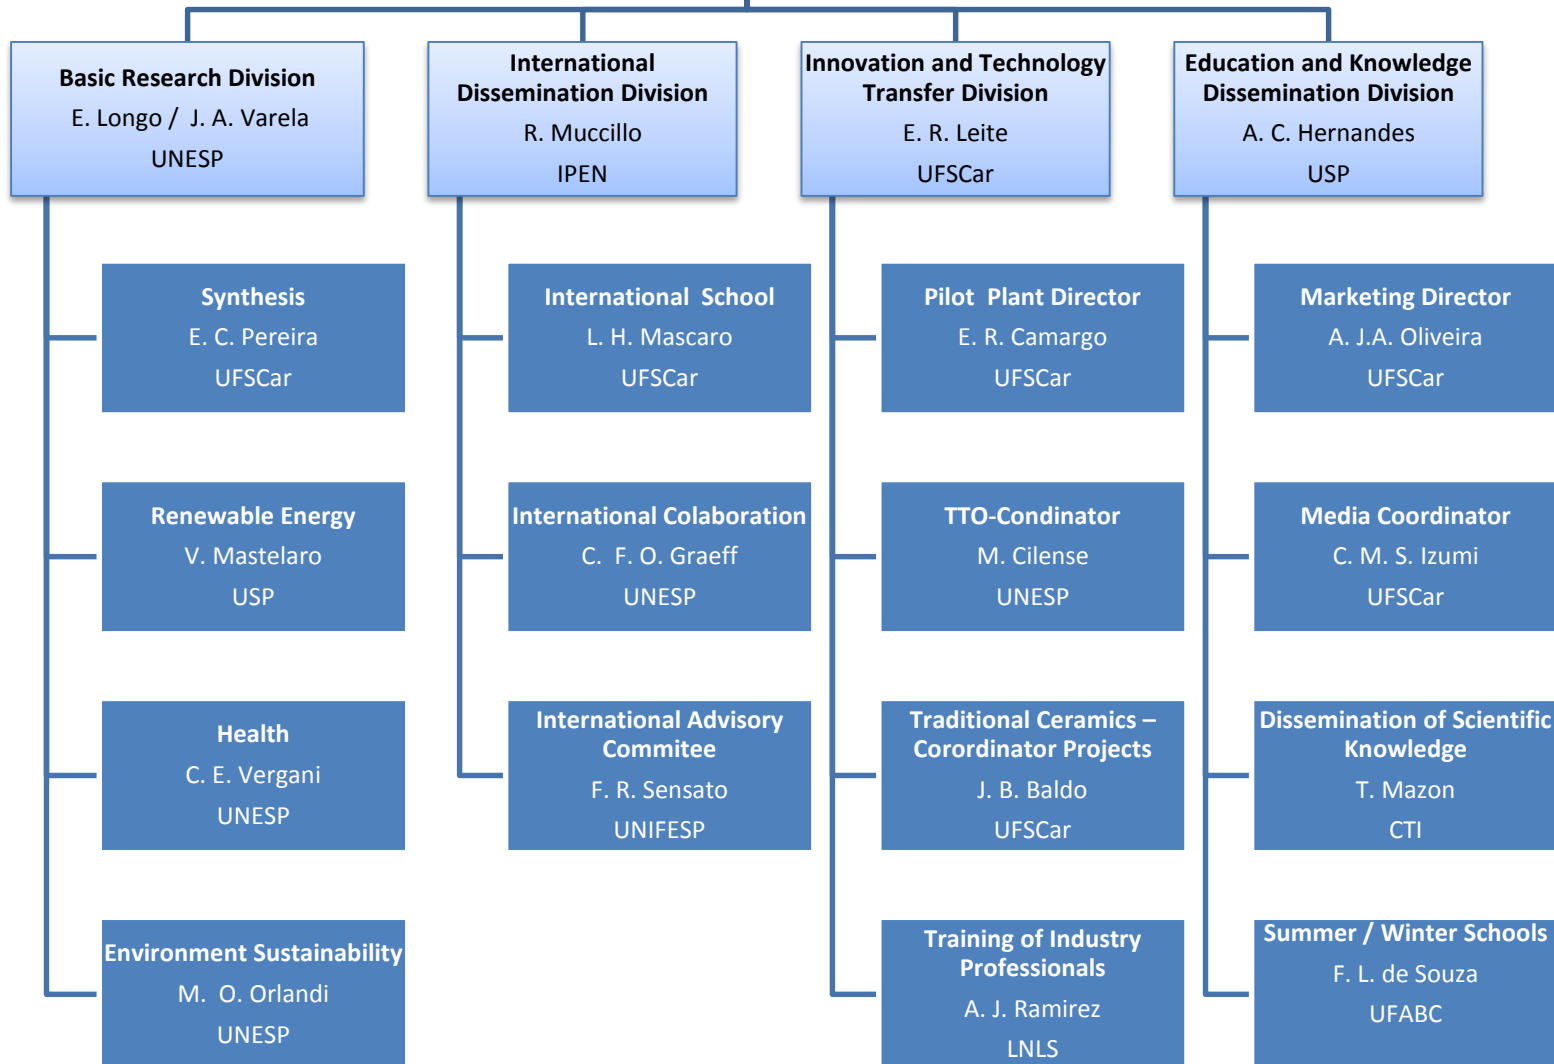 Basic Research Division
E. Longo / J. A. Varela
UNESP
International
Dissemination Division
R. Muccillo
IPEN
Innovation and Technology
Transfer Division
E. R. Leite
UFSCar
Education and Knowledge
Dissemination Division
A. C. Hernandes
USP
Synthesis
E. C. Pereira
UFSCar
International School
L. H. Mascaro
UFSCar
Pilot Plant Director
E. R. Camargo
UFSCar
Marketing Director
A. J.A. Oliveira
UFSCar
Renewable Energy
V. Mastelaro
USP
International Colaboration
C. F. O. Graeff
UNESP
TTO-Condinator
M. Cilense
UNESP
Media Coordinator
C. M. S. Izumi
UFSCar
Health
C. E. Vergani
UNESP
International Advisory
Commitee
F. R. Sensato
UNIFESP
Traditional Ceramics –
Corordinator Projects
J. B. Baldo
UFSCar
Dissemination of Scientific
Knowledge
T. Mazon
CTI
Environment Sustainability
M. O. Orlandi
UNESP
Training of Industry
Professionals
A. J. Ramirez
LNLS
Summer / Winter Schools
F. L. de Souza
UFABC